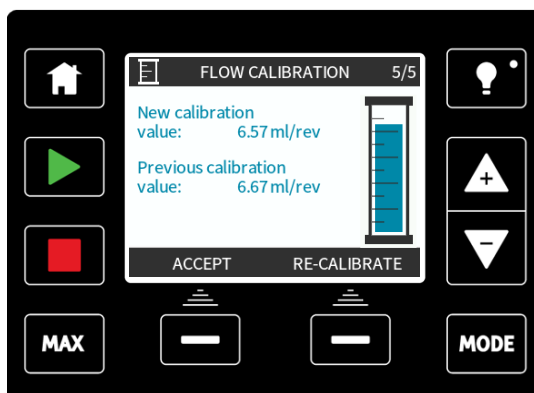 FLOW CALIBRATION 5/5
New calibration
value: 6.57 ml/rev
Previous calibration
value: 6.67 ml/rev
ACCEPT RE-CALIBRATE
MAX MODE